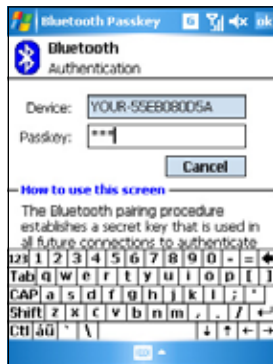 Bluetooth Passkey G ok
Bluetooth
Authentication
Device: YOUR-55EB080D5A
Passkey: ***
Cancel
How to use this screen
The Bluetooth pairing procedure
establishes a secret key that is used in
all future connections to authenticate
123 1 2 3 4 5 6 7 8 9 0 - =
Tab q w e r t y u i o p [ ]
CAP a s d f g h j k l ; '
Shift z x c v b n m , . /
Ctl áü ` \